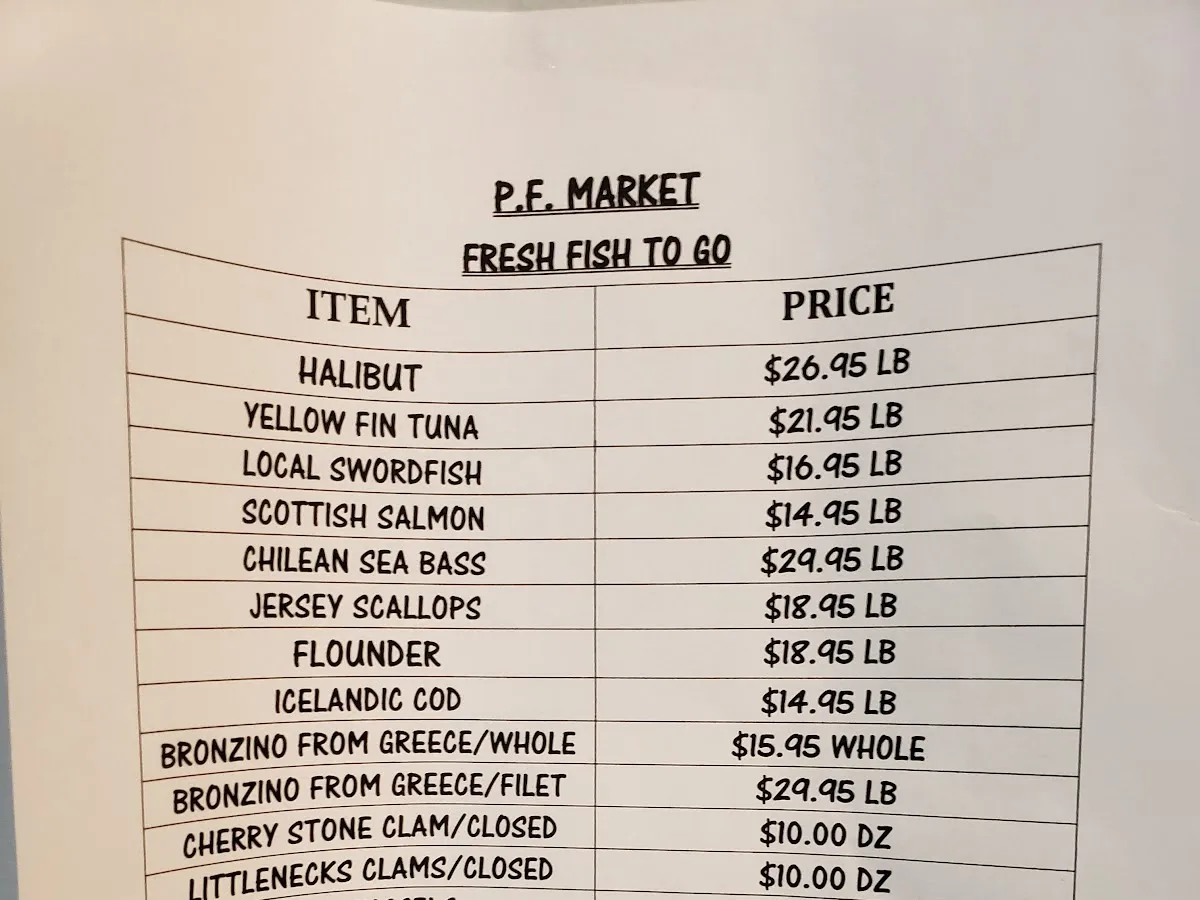 P.F. MARKET
FRESH FISH TO GO
ITEM PRICE
HALIBUT $26.95 LB
YELLOW FIN TUNA $21.95 LB
LOCAL SWORDFISH $16.95 LB
SCOTTISH SALMON $14.95 LB
CHILEAN SEA BASS $29.95 LB
JERSEY SCALLOPS $18.95 LB
FLOUNDER $18.95 LB
ICELANDIC COD $14.95 LB
BRONZINO FROM GREECE/WHOLE $15.95 WHOLE
BRONZINO FROM GREECE/FILET $29.95 LB
CHERRY STONE CLAM/CLOSED $10.00 DZ
LITTLENECKS CLAMS/CLOSED $10.00 DZ